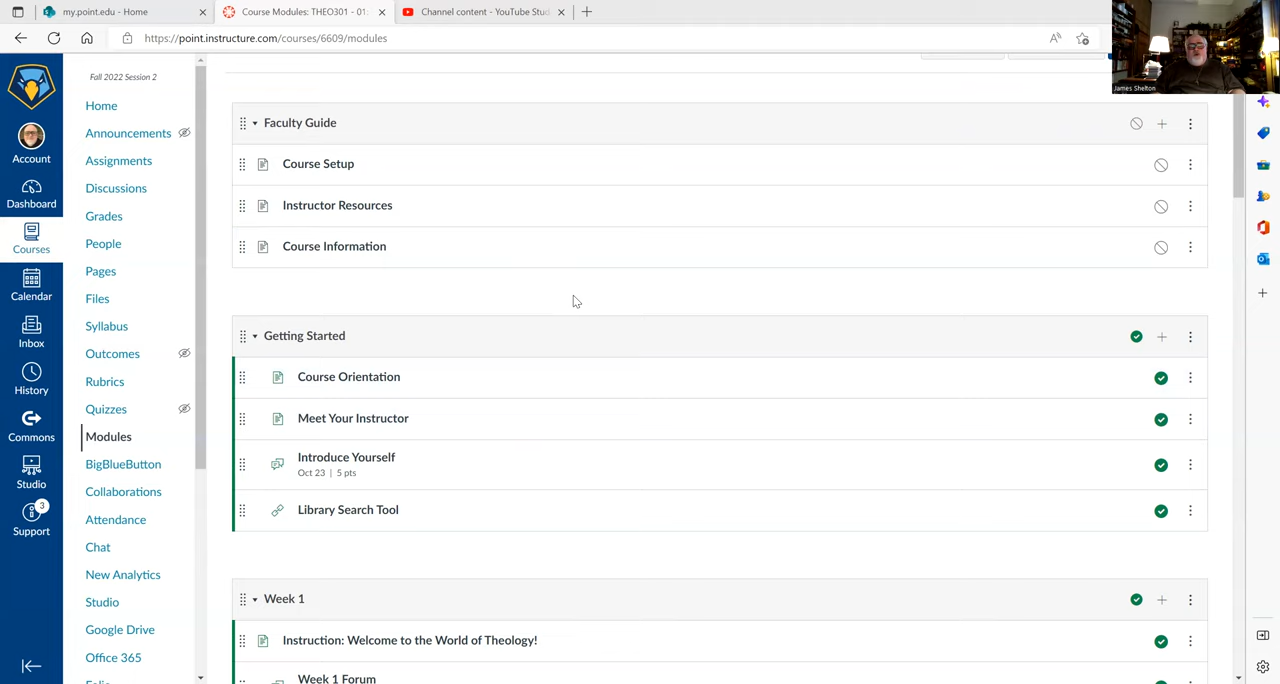 my.point.edu - Home
Course Modules: THEO301 - 01:
Channel content - YouTube Stud
https://point.instructure.com/courses/6609/modules
James Shelton
Account
Dashboard
Courses
Calendar
Inbox
History
Commons
Studio
3
Support
Fall 2022 Session 2
Home
Announcements
Assignments
Discussions
Grades
People
Pages
Files
Syllabus
Outcomes
Rubrics
Quizzes
Modules
BigBlueButton
Collaborations
Attendance
Chat
New Analytics
Studio
Google Drive
Office 365
Faculty Guide
Course Setup
Instructor Resources
Course Information
Getting Started
Course Orientation
Meet Your Instructor
Introduce Yourself
Oct 23 | 5 pts
Library Search Tool
Week 1
Instruction: Welcome to the World of Theology!
Week 1 Forum